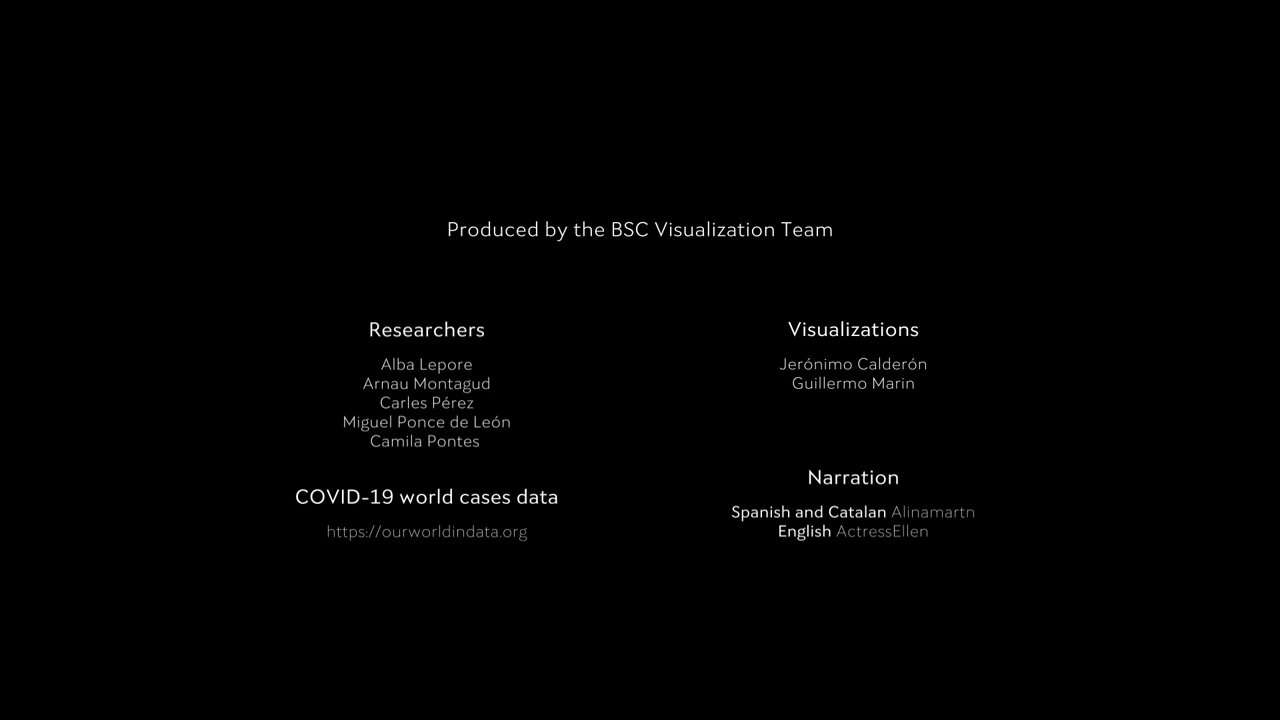 Produced by the BSC Visualization Team
Researchers
Alba Lepore
Arnau Montagud
Carles Pérez
Miguel Ponce de León
Camila Pontes
COVID-19 world cases data
https://ourworldindata.org
Visualizations
Jerónimo Calderón
Guillermo Marin
Narration
Spanish and Catalan Alinamartn
English ActressEllen